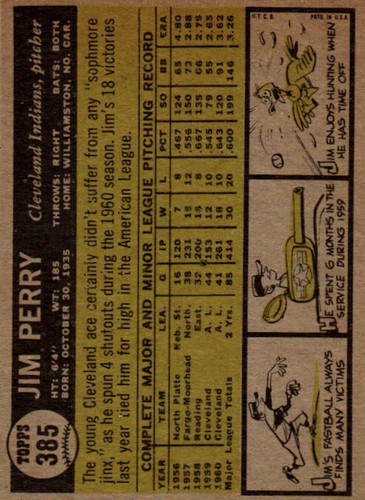 TOPPS
385
JIM PERRY
Cleveland Indians, pitcher
HT: 6'4" WT: 185 THROWS: RIGHT BATS: BOTH
BORN: OCTOBER 30, 1935 HOME: WILLIAMSTON, NO. CAR.
The young Cleveland ace certainly didn't suffer from any "sophmore
jinx," as he spun 4 shutouts during the 1960 season. Jim's 18 victories
last year tied him for high in the American League.
COMPLETE MAJOR AND MINOR LEAGUE PITCHING RECORD
YEAR TEAM LEA. G IP W L PCT SO BB ERA
1956 North Platte Neb. St. 16 120 7 8 .467 124 65 4.80
1957 Fargo-Moorhead North. 38 231 15 12 .556 150 73 2.88
1958 Reading East. 32 200 16 8 .667 135 56 2.78
1959 Cleveland A. L. 44 153 12 10 .545 79 55 2.65
1960 Cleveland A. L. 41 261 18 10 .643 120 91 3.62
Major League Totals 2 Yrs. 85 414 30 20 .600 199 146 3.26
JIM'S FASTBALL ALWAYS
FINDS MANY VICTIMS
HE SPENT 6 MONTHS IN THE
SERVICE DURING 1959
JIM ENJOYS HUNTING WHEN
HE HAS TIME OFF
© T. C. G. PRTD. IN U.S.A.